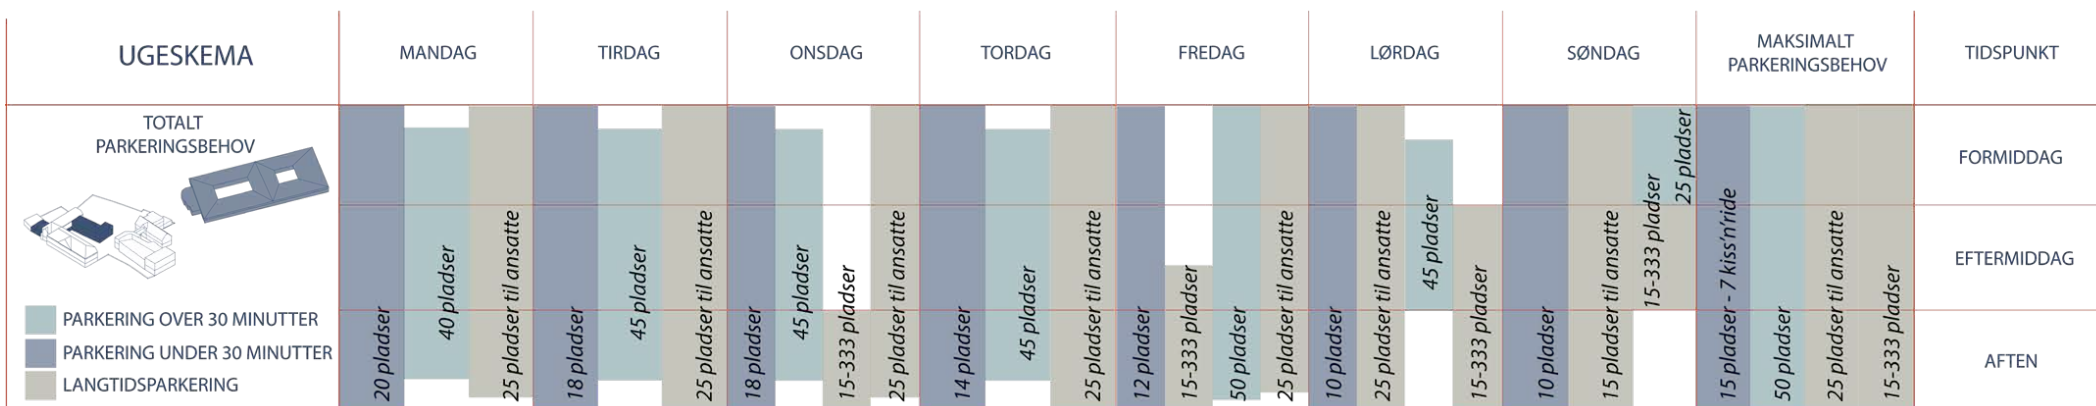 UGESKEMA
MANDAG
TIRDAG
ONSDAG
TORDAG
FREDAG
LØRDAG
SØNDAG
MAKSIMALT
PARKERINGSBEHOV
TIDSPUNKT
TOTALT
PARKERINGSBEHOV
PARKERING OVER 30 MINUTTER
PARKERING UNDER 30 MINUTTER
LANGTIDSPARKERING
20 pladser
40 pladser
25 pladser til ansatte
18 pladser
45 pladser
25 pladser til ansatte
18 pladser
45 pladser
15-333 pladser
25 pladser til ansatte
14 pladser
45 pladser
25 pladser til ansatte
12 pladser
15-333 pladser
50 pladser
25 pladser til ansatte
10 pladser
25 pladser til ansatte
45 pladser
15-333 pladser
10 pladser
15 pladser til ansatte
15-333 pladser
25 pladser
15 pladser - 7 kiss'n'ride
50 pladser
25 pladser til ansatte
15-333 pladser
FORMIDDAG
EFTERMIDDAG
AFTEN